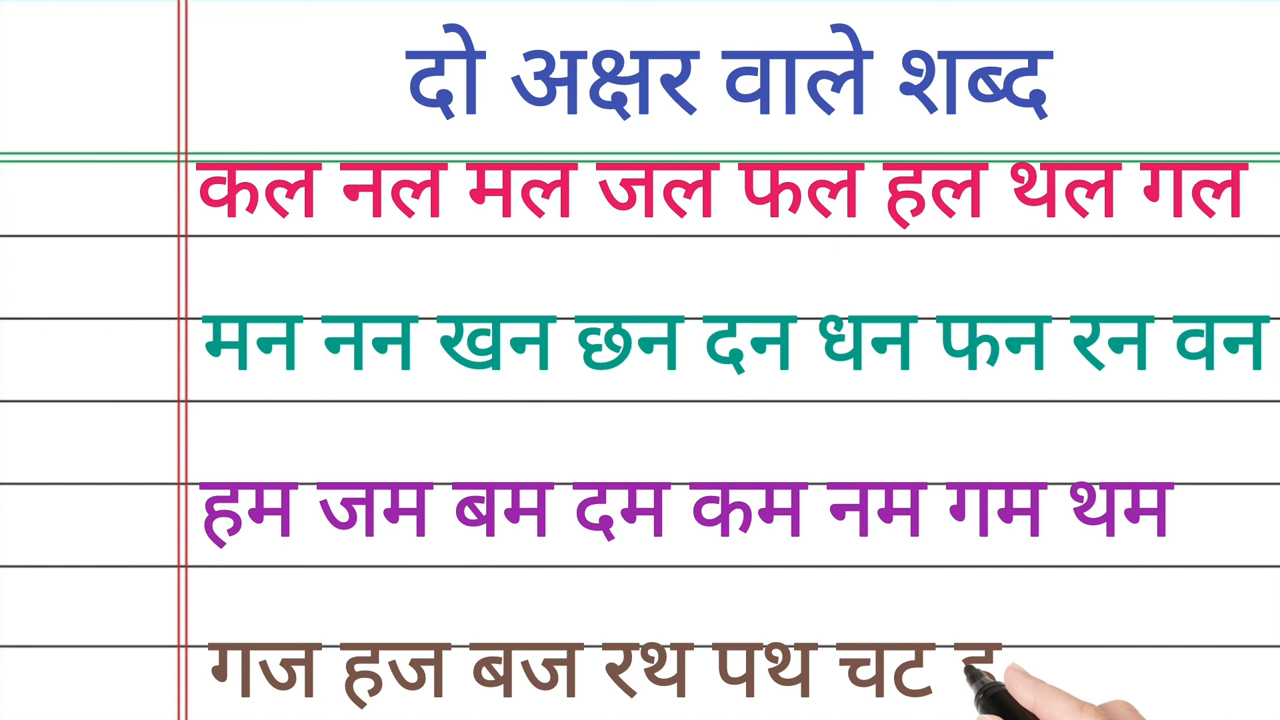 दो अक्षर वाले शब्द
कल नल मल जल फल हल थल गल
मन नन खन छन दन धन फन रन वन
हम जम बम दम कम नम गम थम
गज हज बज रथ पथ चट